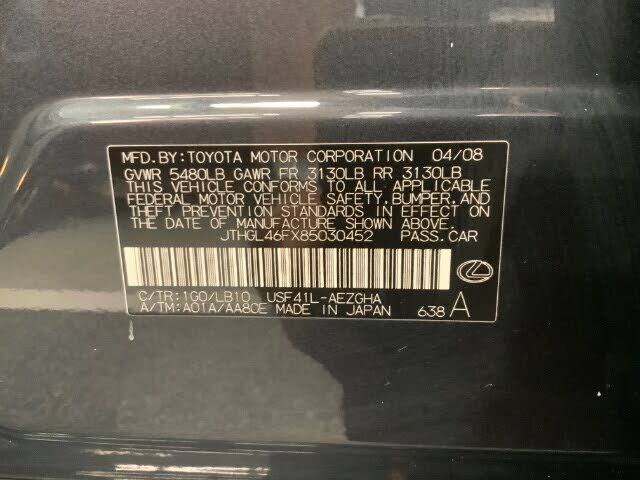 MFD.BY:TOYOTA MOTOR CORPORATION 04/08
GVWR 5480LB GAWR FR 3130LB RR 3130LB
THIS VEHICLE CONFORMS TO ALL APPLICABLE
FEDERAL MOTOR VEHICLE SAFETY,BUMPER,AND
THEFT PREVENTION STANDARDS IN EFFECT ON
THE DATE OF MANUFACTURE SHOWN ABOVE.
JTHGL46FX85030452 PASS.CAR
C/TR:1G0/LB10 USF41L-AEZGHA
A/TM:A01A/AA80E MADE IN JAPAN 638 A